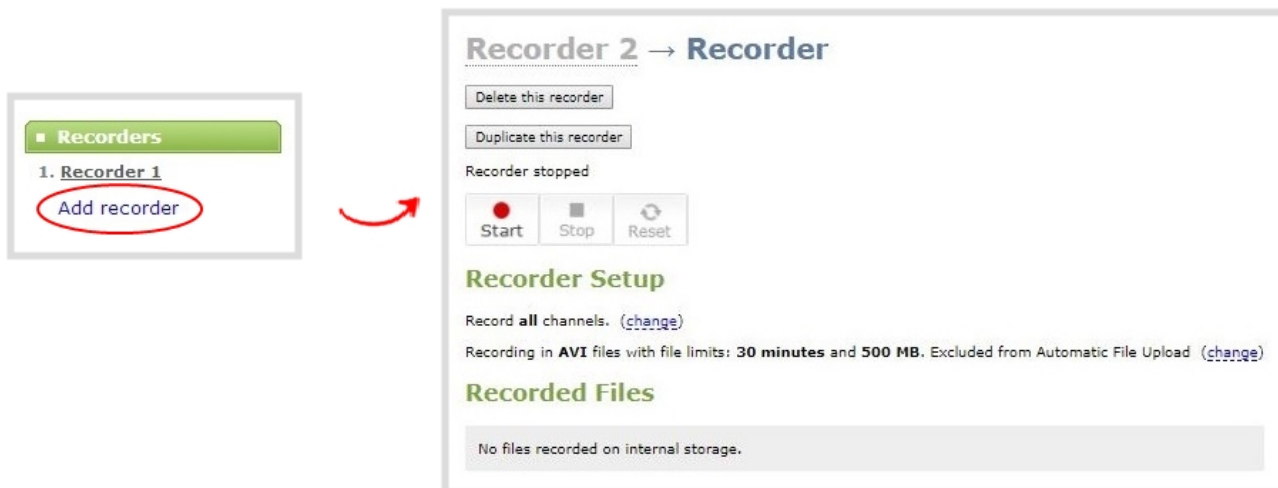 Recorders
1. Recorder 1
Add recorder
Recorder 2 → Recorder
Delete this recorder
Duplicate this recorder
Recorder stopped
Start Stop Reset
Recorder Setup
Record all channels. (change)
Recording in AVI files with file limits: 30 minutes and 500 MB. Excluded from Automatic File Upload (change)
Recorded Files
No files recorded on internal storage.